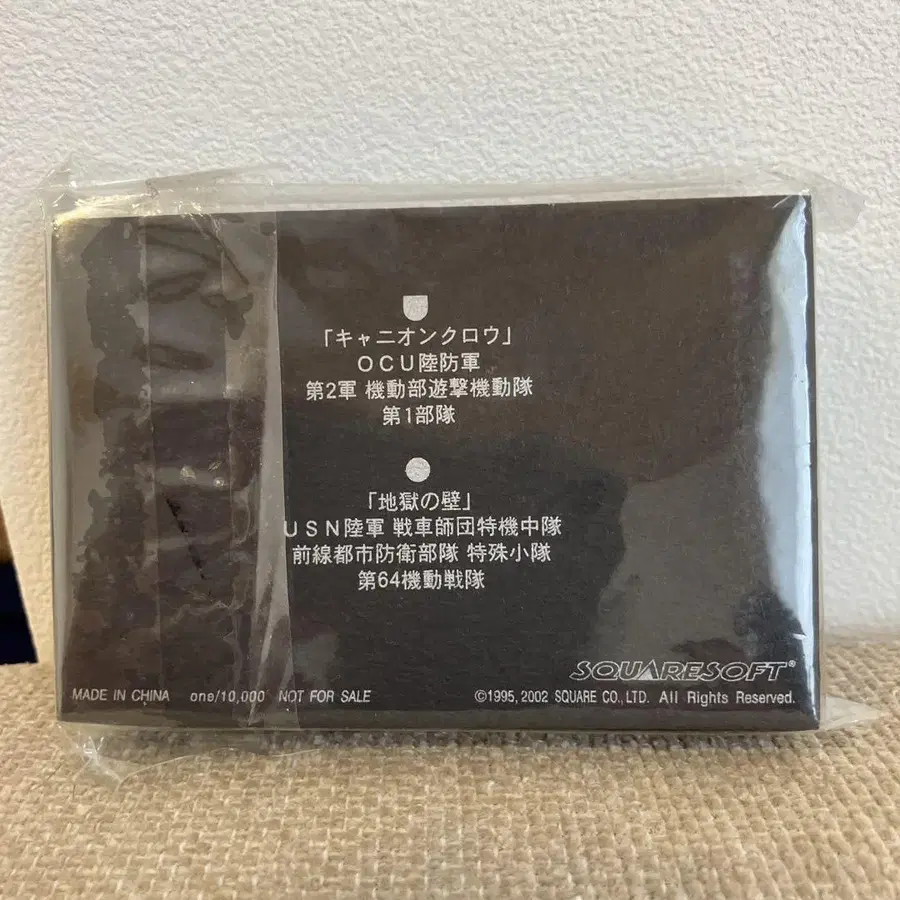 「キャニオンクロウ」
OCU陸防軍
第2軍 機動部遊撃機動隊
第1部隊
「地獄の壁」
USN陸軍 戦車師団特機中隊
前線都市防衛部隊 特殊小隊
第64機動戦隊
SQUARESOFT®
MADE IN CHINA one/10,000 NOT FOR SALE
©1995, 2002 SQUARE CO., LTD. All Rights Reserved.